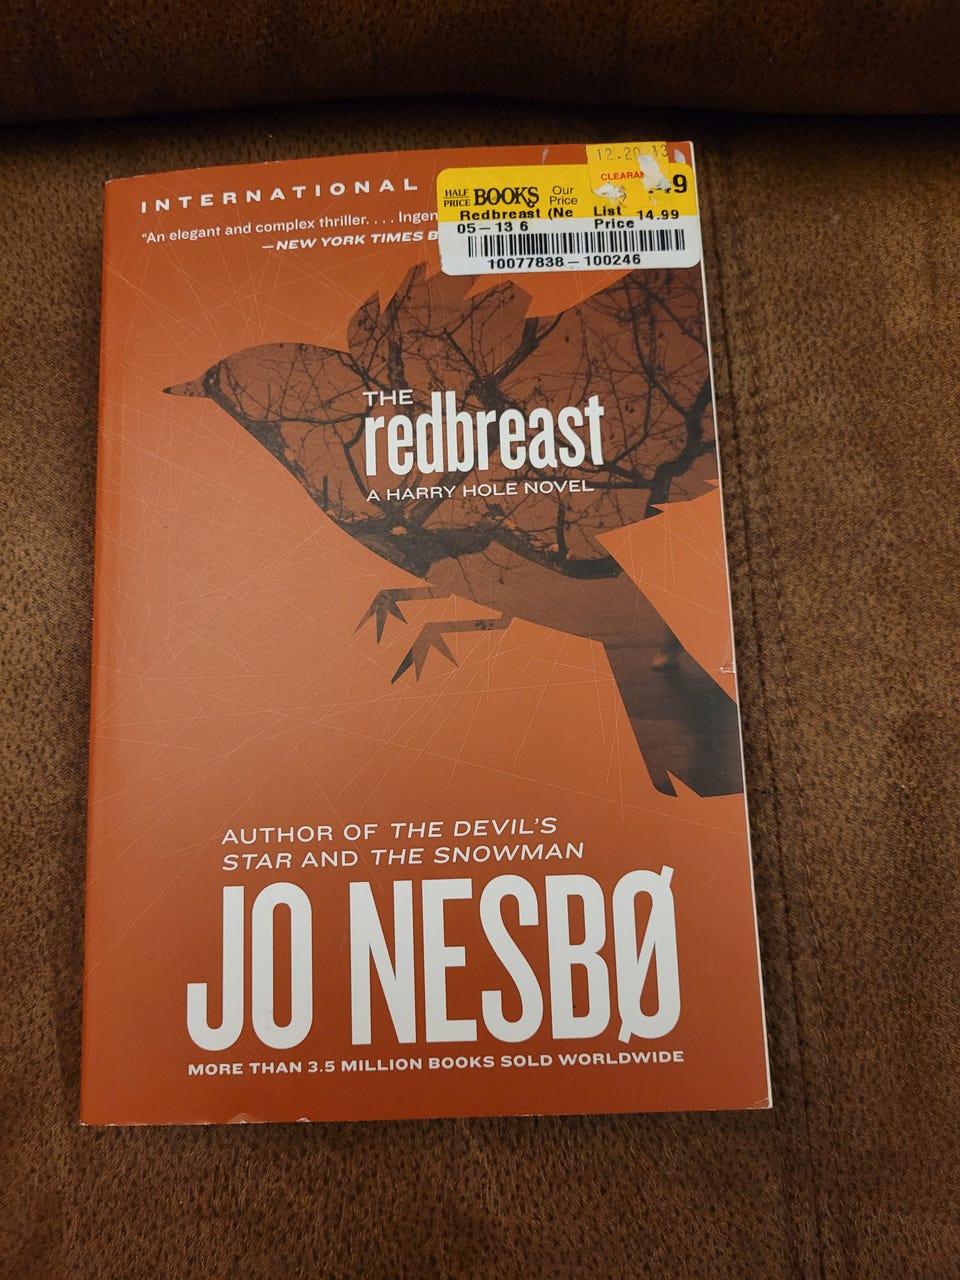 INTERNATIONAL
"An elegant and complex thriller. . . . Ingen
—NEW YORK TIMES B
12.20 13
CLEARAN
HALF PRICE BOOKS Our Price 9
Redbreast (Ne List Price 14.99
05–13 6
10077838–100246
THE
redbreast
A HARRY HOLE NOVEL
AUTHOR OF THE DEVIL'S
STAR AND THE SNOWMAN
JO NESBØ
MORE THAN 3.5 MILLION BOOKS SOLD WORLDWIDE